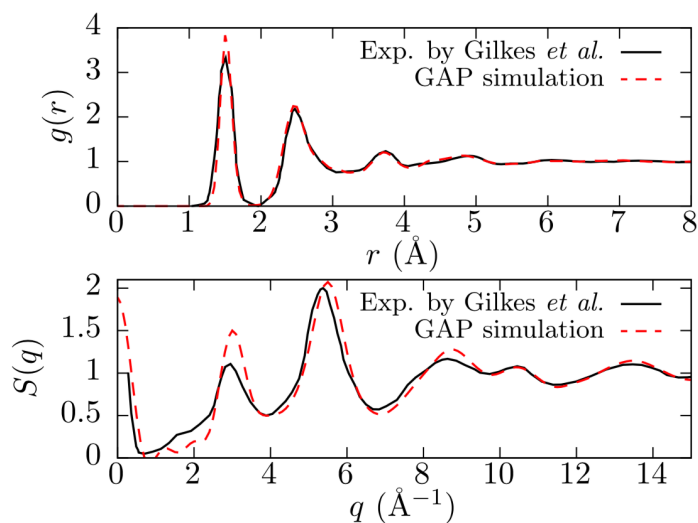 4
3
2
1
0
g(r)
Exp. by Gilkes et al.
GAP simulation
0 1 2 3 4 5 6 7 8
r (Å)
2
1.5
1
0.5
0
S(q)
Exp. by Gilkes et al.
GAP simulation
0 2 4 6 8 10 12 14
q (Å⁻¹)